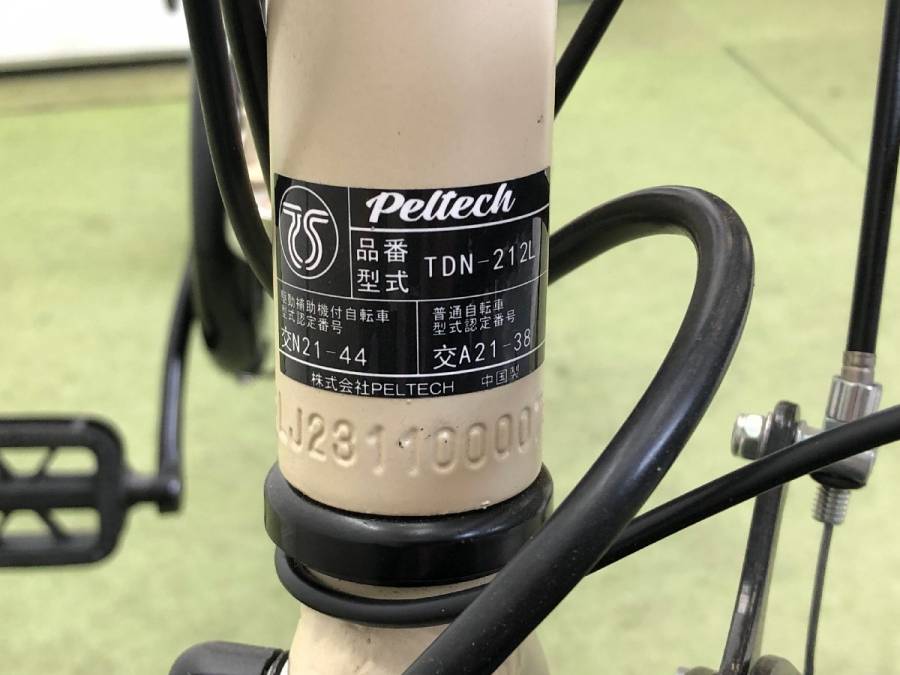 TS
Peltech
品番
型式 TDN-212L
駆動補助機付自転車
型式認定番号
交N21-44
普通自転車
型式認定番号
交A21-38
株式会社PELTECH 中国製
LJ23110000